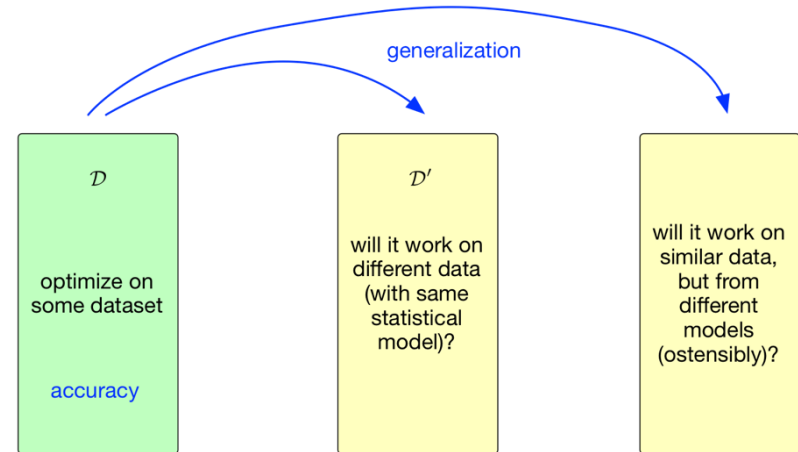 generalization
𝒟
optimize on
some dataset
accuracy
𝒟′
will it work on
different data
(with same
statistical
model)?
will it work on
similar data,
but from
different
models
(ostensibly)?